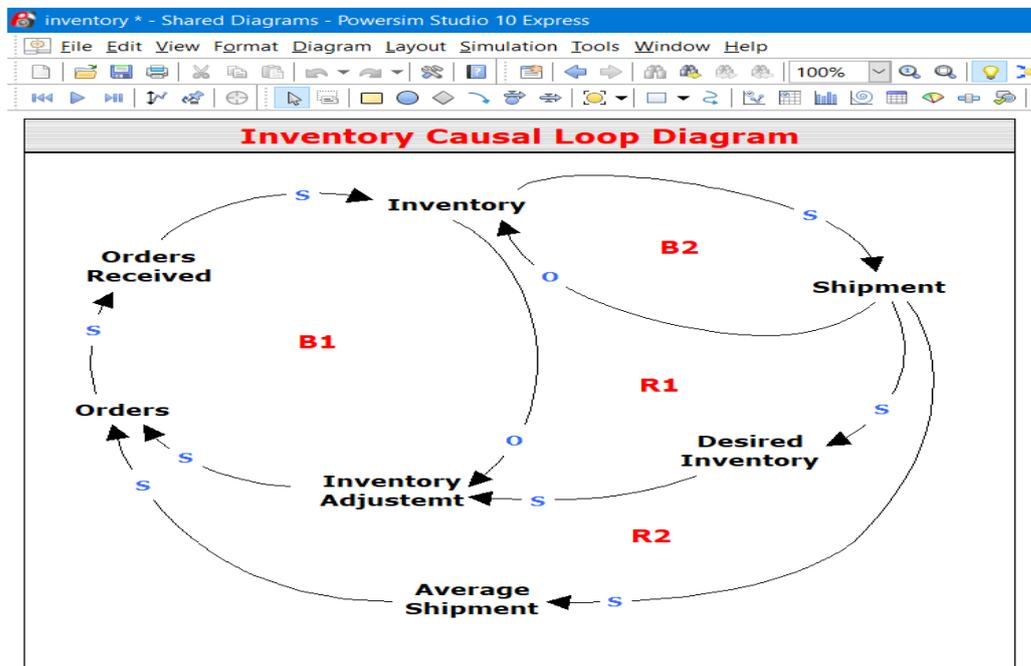 inventory * - Shared Diagrams - Powersim Studio 10 Express
File Edit View Format Diagram Layout Simulation Tools Window Help
100%
Inventory Causal Loop Diagram
S
Inventory
S
B2
Orders
Received
O
Shipment
S
B1
R1
Orders
S
O
Desired
Inventory
S
Inventory
Adjustemt
S
S
R2
Average
Shipment
S